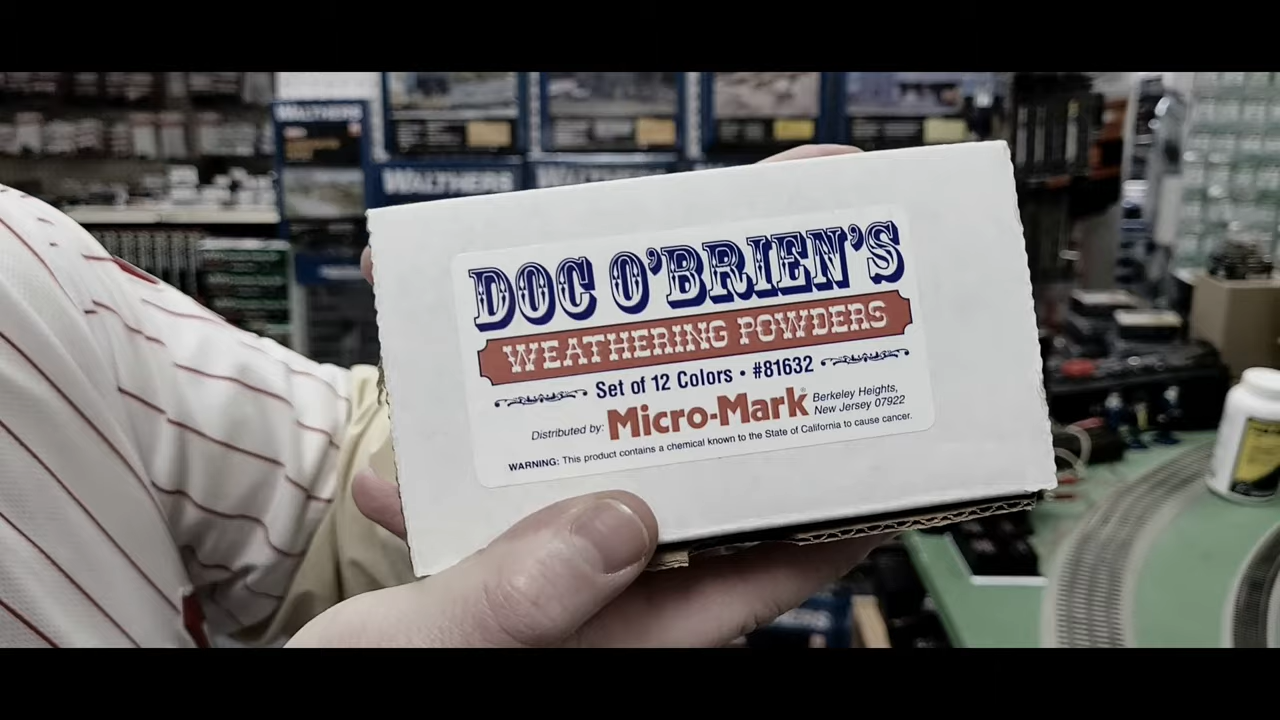 WALTHERS
WALTHERS
DOC O'BRIEN'S
WEATHERING POWDERS
Set of 12 Colors • #81632
Distributed by: Micro-Mark® Berkeley Heights,
New Jersey 07922
WARNING: This product contains a chemical known to the State of California to cause cancer.